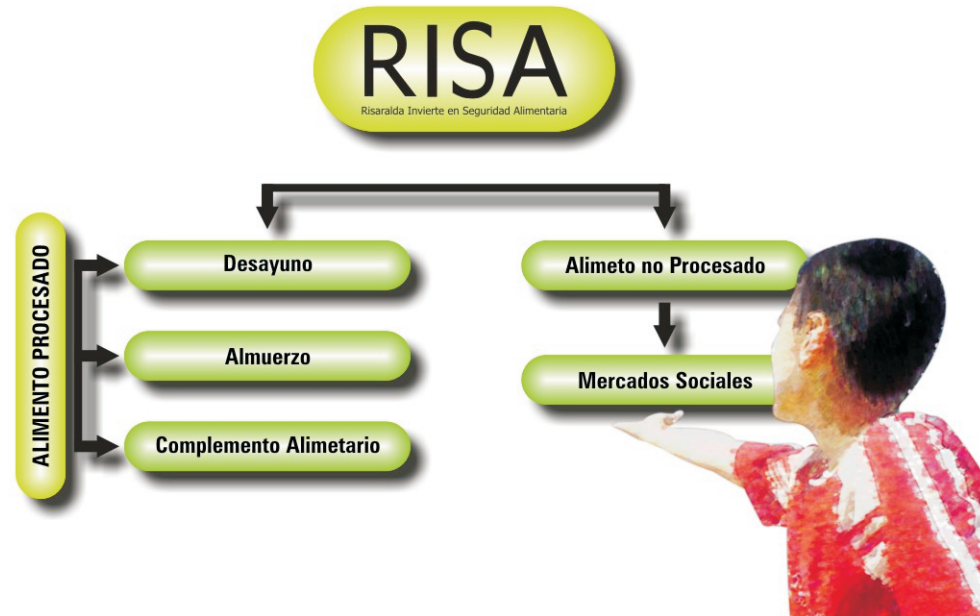 RISA
Risaralda Invierte en Seguridad Alimentaria
ALIMENTO PROCESADO
Desayuno
Almuerzo
Complemento Alimetario
Alimeto no Procesado
Mercados Sociales